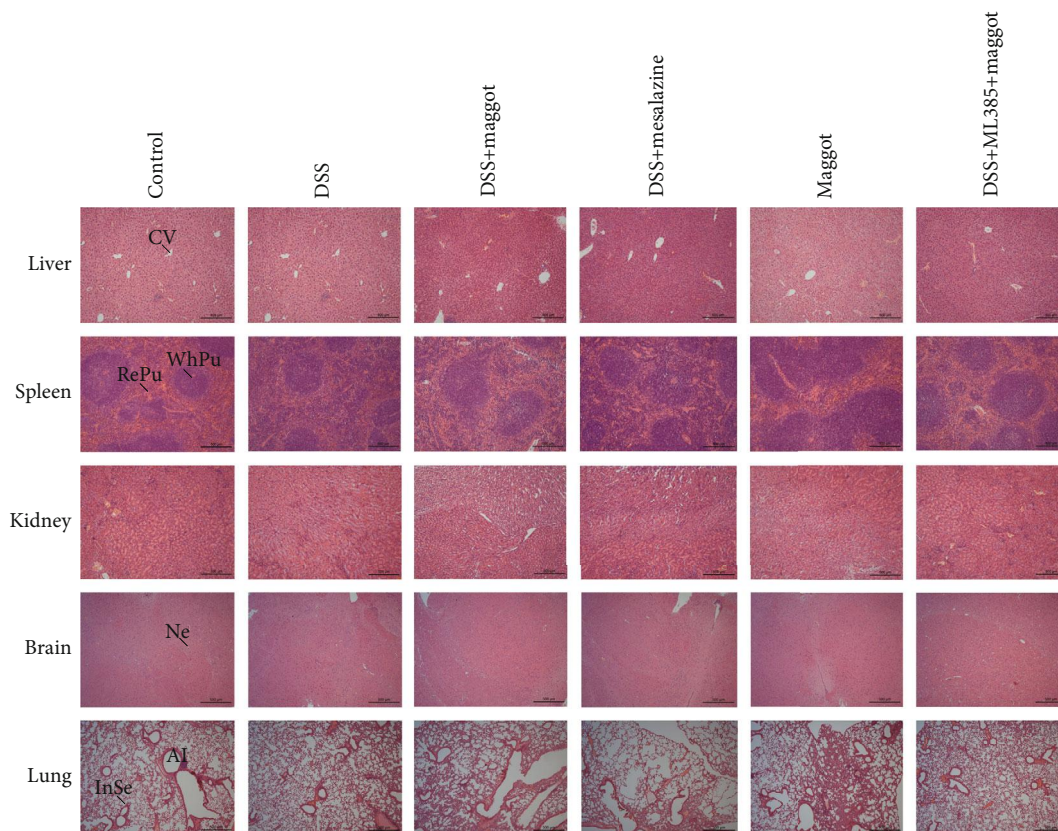 Control
DSS
DSS+maggot
DSS+mesalazine
Maggot
DSS+ML385+maggot
Liver
CV
Spleen
WhPu
RePu
Kidney
Brain
Ne
Lung
AI
InSe